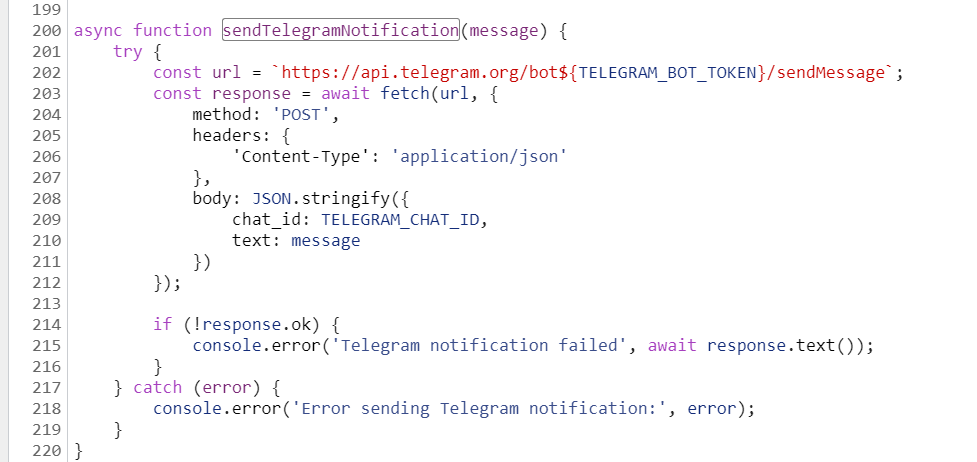 199
200 async function sendTelegramNotification(message) {
201     try {
202         const url = `https://api.telegram.org/bot${TELEGRAM_BOT_TOKEN}/sendMessage`;
203         const response = await fetch(url, {
204             method: 'POST',
205             headers: {
206                 'Content-Type': 'application/json'
207             },
208             body: JSON.stringify({
209                 chat_id: TELEGRAM_CHAT_ID,
210                 text: message
211             })
212         });
213
214         if (!response.ok) {
215             console.error('Telegram notification failed', await response.text());
216         }
217     } catch (error) {
218         console.error('Error sending Telegram notification:', error);
219     }
220 }